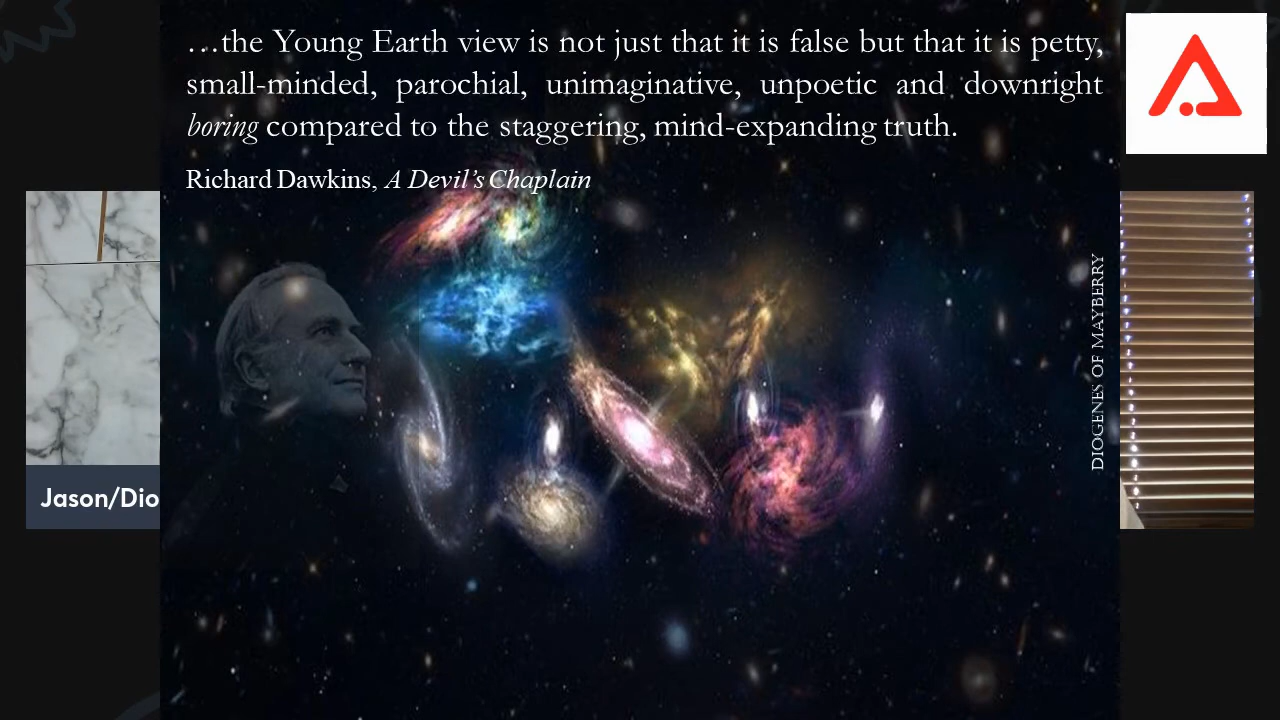 …the Young Earth view is not just that it is false but that it is petty,
small-minded, parochial, unimaginative, unpoetic and downright
boring compared to the staggering, mind-expanding truth.
Richard Dawkins, A Devil's Chaplain
DIOGENES OF MAYBERRY
Jason/Dio